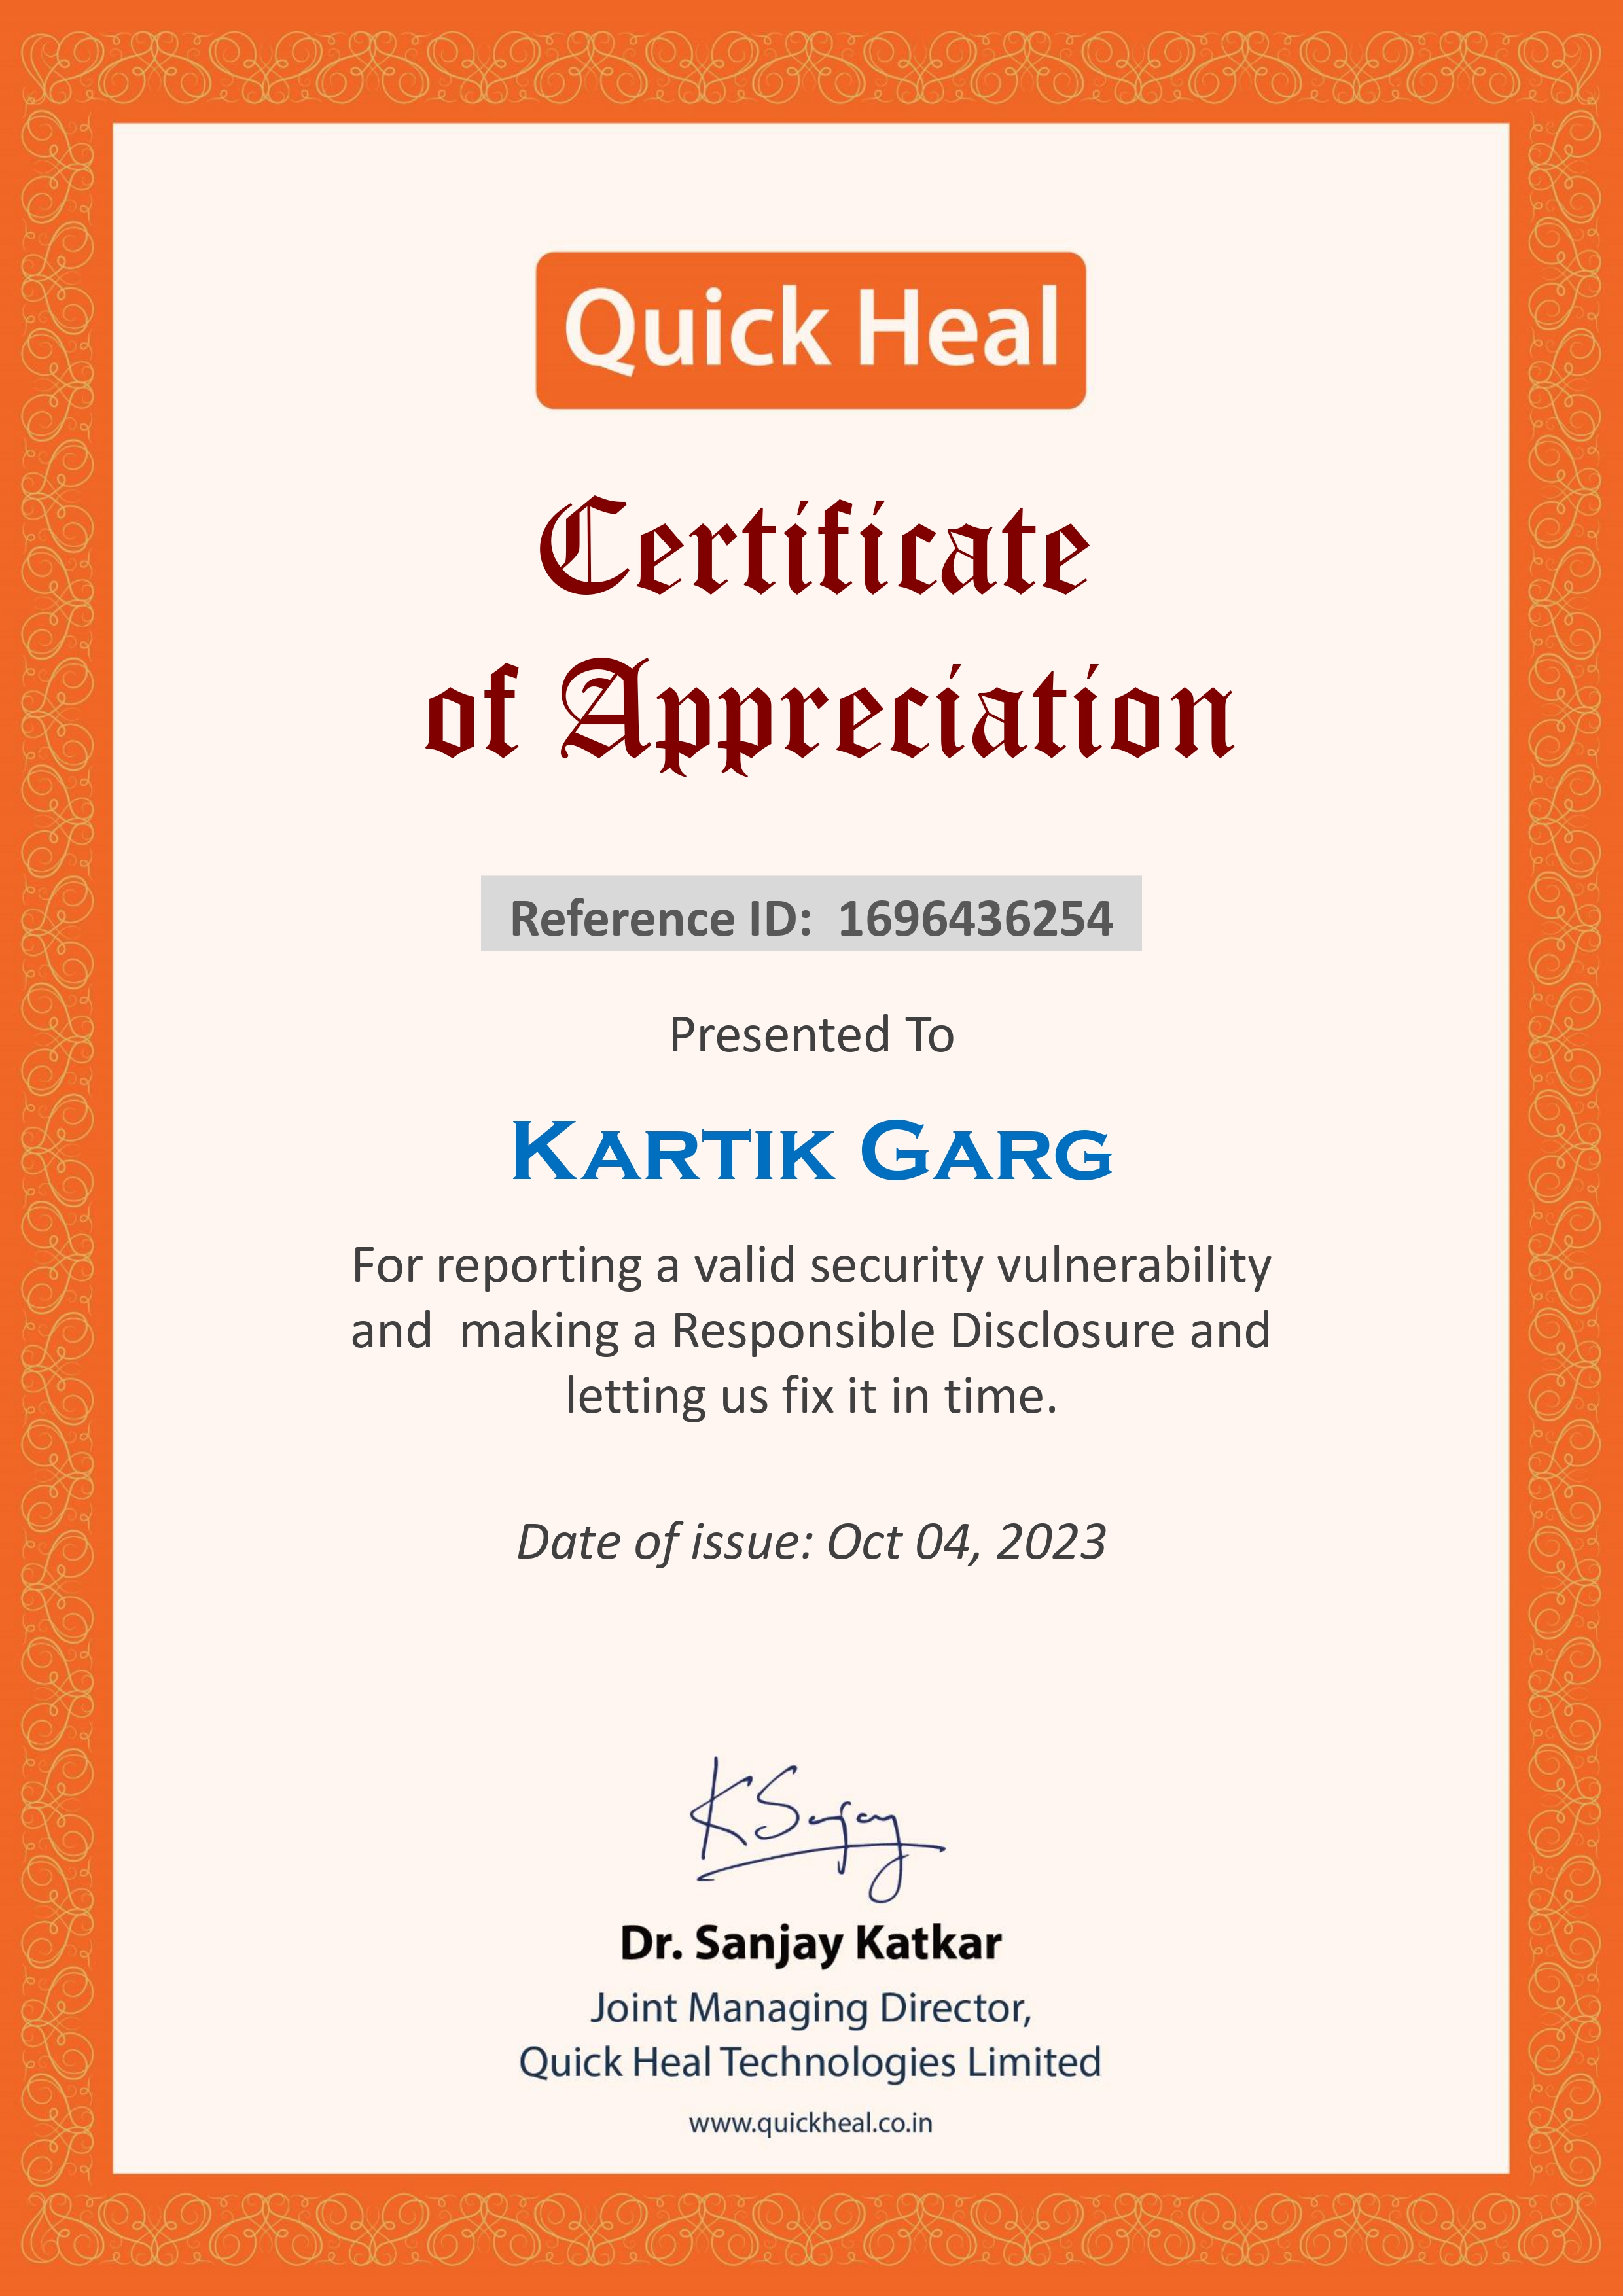 Quick Heal
Certificate
of Appreciation
Reference ID:  1696436254
Presented To
KARTIK GARG
For reporting a valid security vulnerability
and  making a Responsible Disclosure and
letting us fix it in time.
Date of issue: Oct 04, 2023
KSanjay
Dr. Sanjay Katkar
Joint Managing Director,
Quick Heal Technologies Limited
www.quickheal.co.in